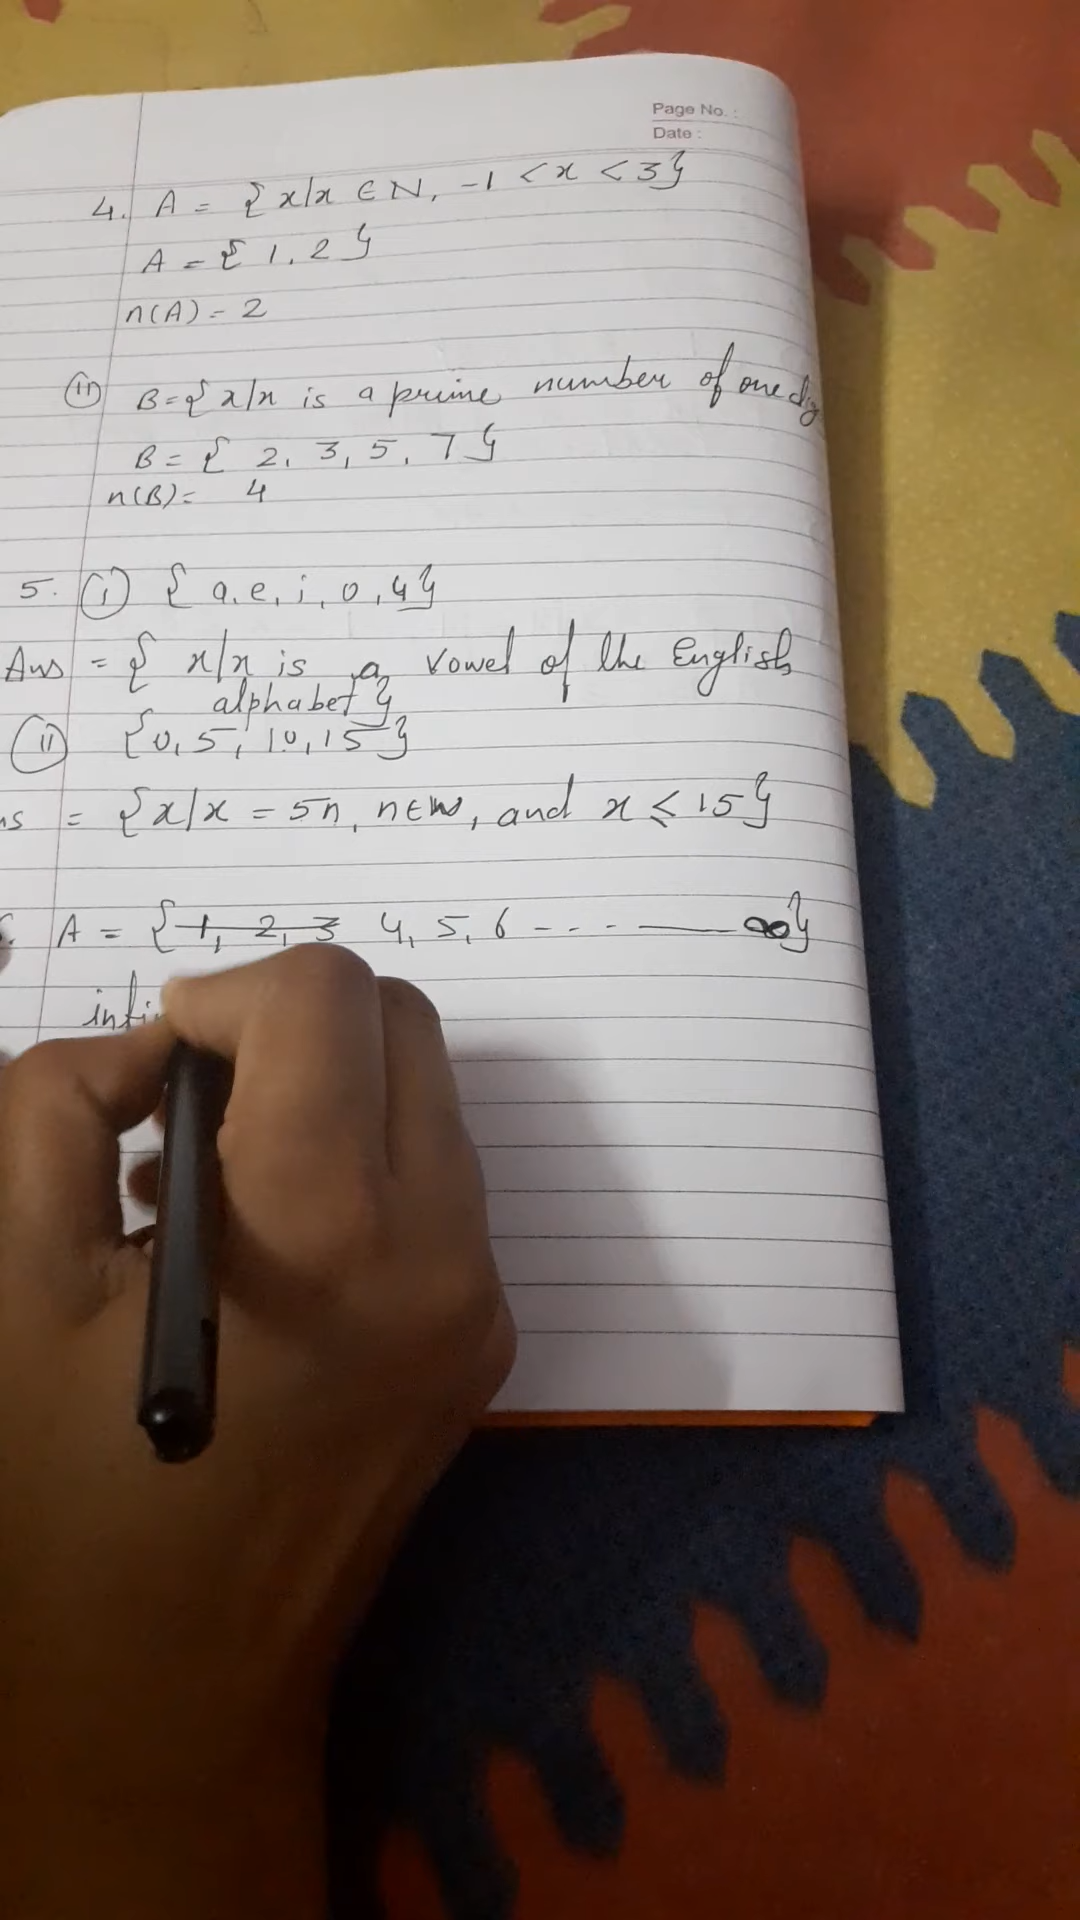 Page No. :
Date :
4. A = { x/x ∈ N, -1 < x < 3}
A = { 1, 2 }
n(A) = 2
(ii) B = { x/x is a prime number of one dig
B = { 2, 3, 5, 7 }
n(B) = 4
5. (i) { a, e, i, o, u }
Ans = { x/x is a vowel of the English
alphabet }
(ii) {0, 5, 10, 15}
ns = {x/x = 5n, n∈W, and x ≤ 15}
A = {1, 2, 3 4, 5, 6 - - - — ∞}